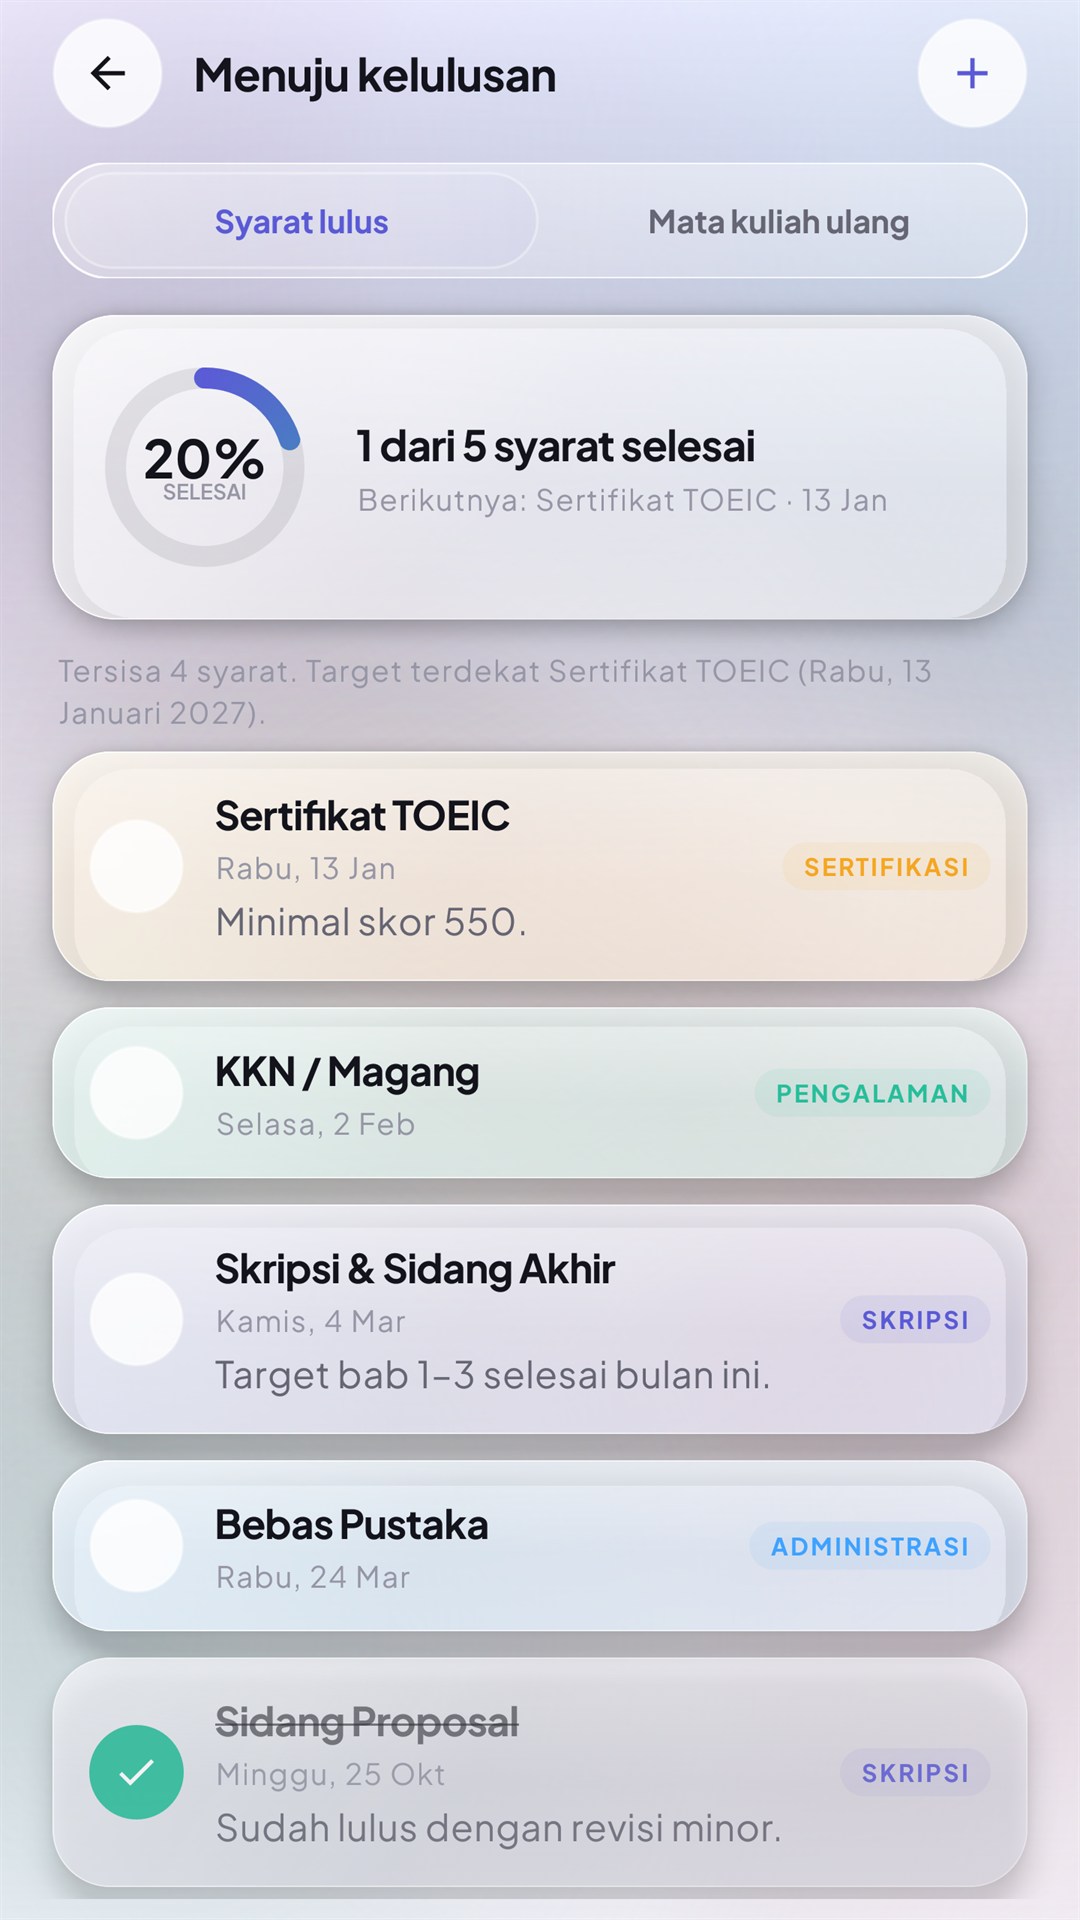 Menuju kelulusan
Syarat lulus
Mata kuliah ulang
20%
SELESAI
1 dari 5 syarat selesai
Berikutnya: Sertifikat TOEIC · 13 Jan
Tersisa 4 syarat. Target terdekat Sertifikat TOEIC (Rabu, 13
Januari 2027).
Sertifikat TOEIC
Rabu, 13 Jan
Minimal skor 550.
SERTIFIKASI
KKN / Magang
Selasa, 2 Feb
PENGALAMAN
Skripsi & Sidang Akhir
Kamis, 4 Mar
Target bab 1–3 selesai bulan ini.
SKRIPSI
Bebas Pustaka
Rabu, 24 Mar
ADMINISTRASI
Sidang Proposal
Minggu, 25 Okt
Sudah lulus dengan revisi minor.
SKRIPSI